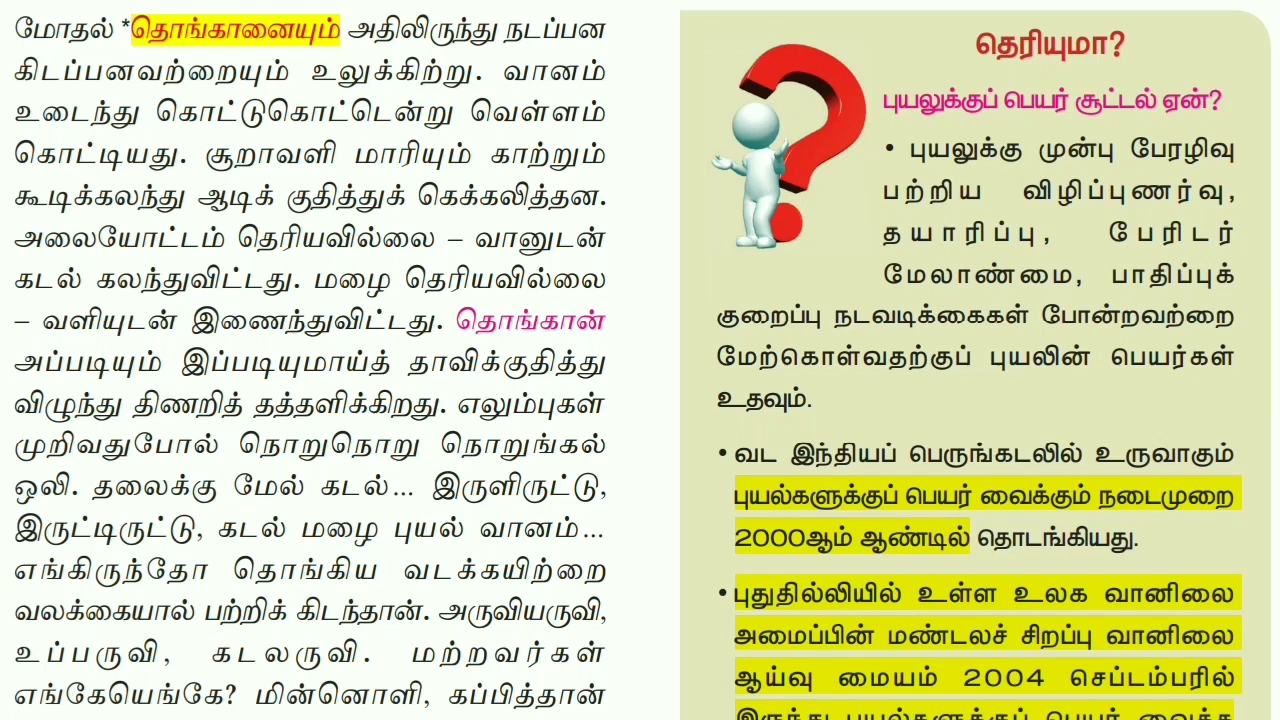 மோதல் *தொங்கானையும் அதிலிருந்து நடப்பன
கிடப்பனவற்றையும் உலுக்கிற்று. வானம்
உடைந்து கொட்டுகொட்டென்று வெள்ளம்
கொட்டியது. சூறாவளி மாரியும் காற்றும்
கூடிக்கலந்து ஆடிக் குதித்துக் கெக்கலித்தன.
அலையோட்டம் தெரியவில்லை – வானுடன்
கடல் கலந்துவிட்டது. மழை தெரியவில்லை
– வளியுடன் இணைந்துவிட்டது. தொங்கான்
அப்படியும் இப்படியுமாய்த் தாவிக்குதித்து
விழுந்து திணறித் தத்தளிக்கிறது. எலும்புகள்
முறிவதுபோல் நொறுநொறு நொறுங்கல்
ஒலி. தலைக்கு மேல் கடல்... இருளிருட்டு,
இருட்டிருட்டு, கடல் மழை புயல் வானம்...
எங்கிருந்தோ தொங்கிய வடக்கயிற்றை
வலக்கையால் பற்றிக் கிடந்தான். அருவியருவி,
உப்பருவி, கடலருவி. மற்றவர்கள்
எங்கேயெங்கே? மின்னொளி, கப்பித்தான்
தெரியுமா?
புயலுக்குப் பெயர் சூட்டல் ஏன்?
• புயலுக்கு முன்பு பேரழிவு
பற்றிய விழிப்புணர்வு,
தயாரிப்பு, பேரிடர்
மேலாண்மை, பாதிப்புக்
குறைப்பு நடவடிக்கைகள் போன்றவற்றை
மேற்கொள்வதற்குப் புயலின் பெயர்கள்
உதவும்.
• வட இந்தியப் பெருங்கடலில் உருவாகும்
புயல்களுக்குப் பெயர் வைக்கும் நடைமுறை
2000ஆம் ஆண்டில் தொடங்கியது.
• புதுதில்லியில் உள்ள உலக வானிலை
அமைப்பின் மண்டலச் சிறப்பு வானிலை
ஆய்வு மையம் 2004 செப்டம்பரில்
இருந்து புயல்களுக்குப் பெயர் வைக்க